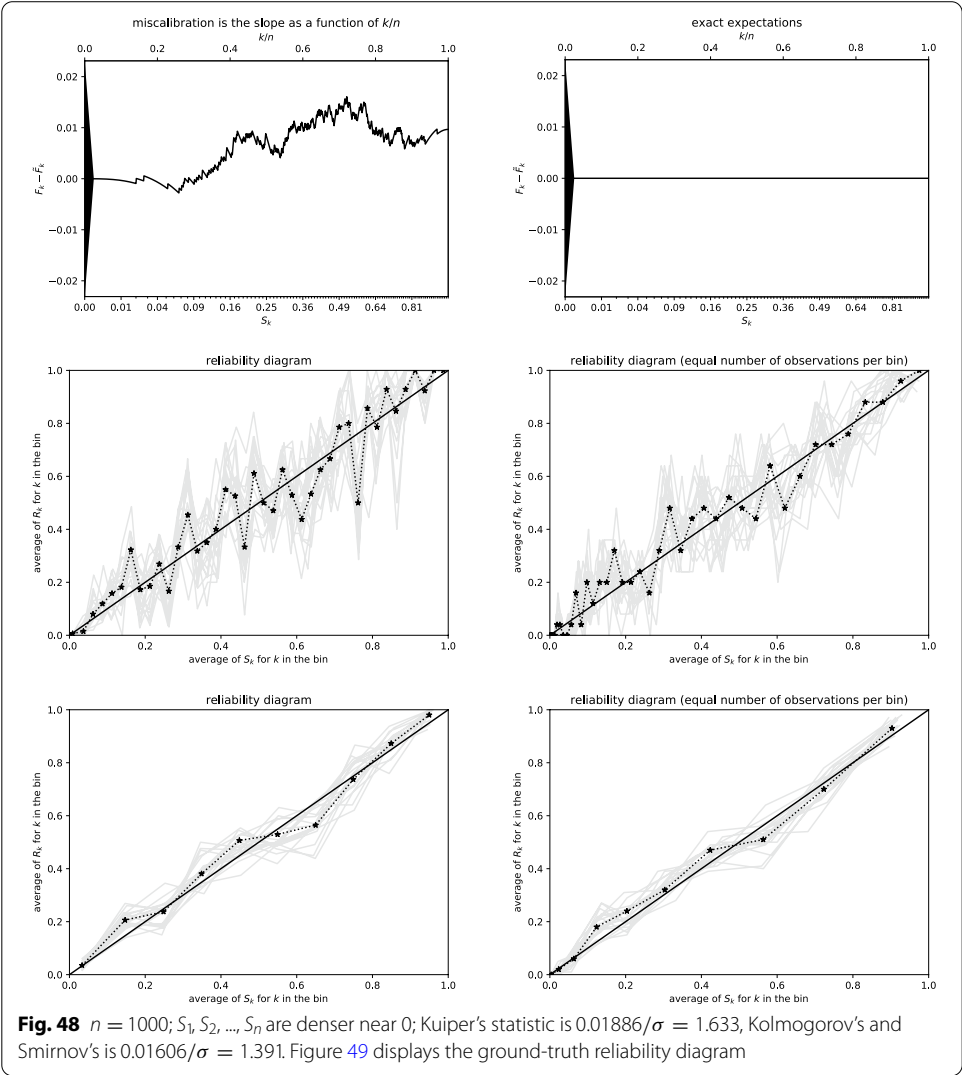 miscalibration is the slope as a function of k/n
k/n
0.0 0.2 0.4 0.6 0.8 1.0
0.02
0.01
0.00
−0.01
−0.02
F_k − F̃_k
0.00 0.01 0.04 0.09 0.16 0.25 0.36 0.49 0.64 0.81
S_k
exact expectations
k/n
0.0 0.2 0.4 0.6 0.8 1.0
0.02
0.01
0.00
−0.01
−0.02
F_k − F̃_k
0.00 0.01 0.04 0.09 0.16 0.25 0.36 0.49 0.64 0.81
S_k
reliability diagram
1.0
0.8
0.6
0.4
0.2
0.0
average of R_k for k in the bin
0.0 0.2 0.4 0.6 0.8 1.0
average of S_k for k in the bin
reliability diagram (equal number of observations per bin)
1.0
0.8
0.6
0.4
0.2
0.0
average of R_k for k in the bin
0.0 0.2 0.4 0.6 0.8 1.0
average of S_k for k in the bin
reliability diagram
1.0
0.8
0.6
0.4
0.2
0.0
average of R_k for k in the bin
0.0 0.2 0.4 0.6 0.8 1.0
average of S_k for k in the bin
reliability diagram (equal number of observations per bin)
1.0
0.8
0.6
0.4
0.2
0.0
average of R_k for k in the bin
0.0 0.2 0.4 0.6 0.8 1.0
average of S_k for k in the bin
Fig. 48 n = 1000; S₁, S₂, ..., Sₙ are denser near 0; Kuiper's statistic is 0.01886/σ = 1.633, Kolmogorov's and
Smirnov's is 0.01606/σ = 1.391. Figure 49 displays the ground-truth reliability diagram